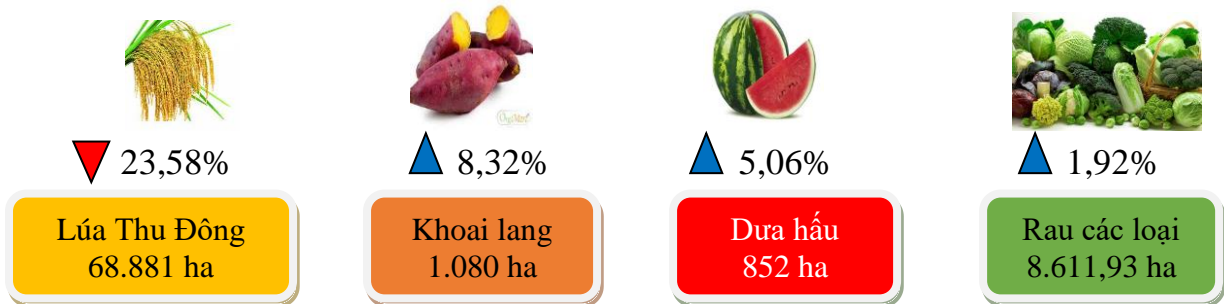 23,58%
8,32%
5,06%
1,92%
Lúa Thu Đông
68.881 ha
Khoai lang
1.080 ha
Dưa hấu
852 ha
Rau các loại
8.611,93 ha